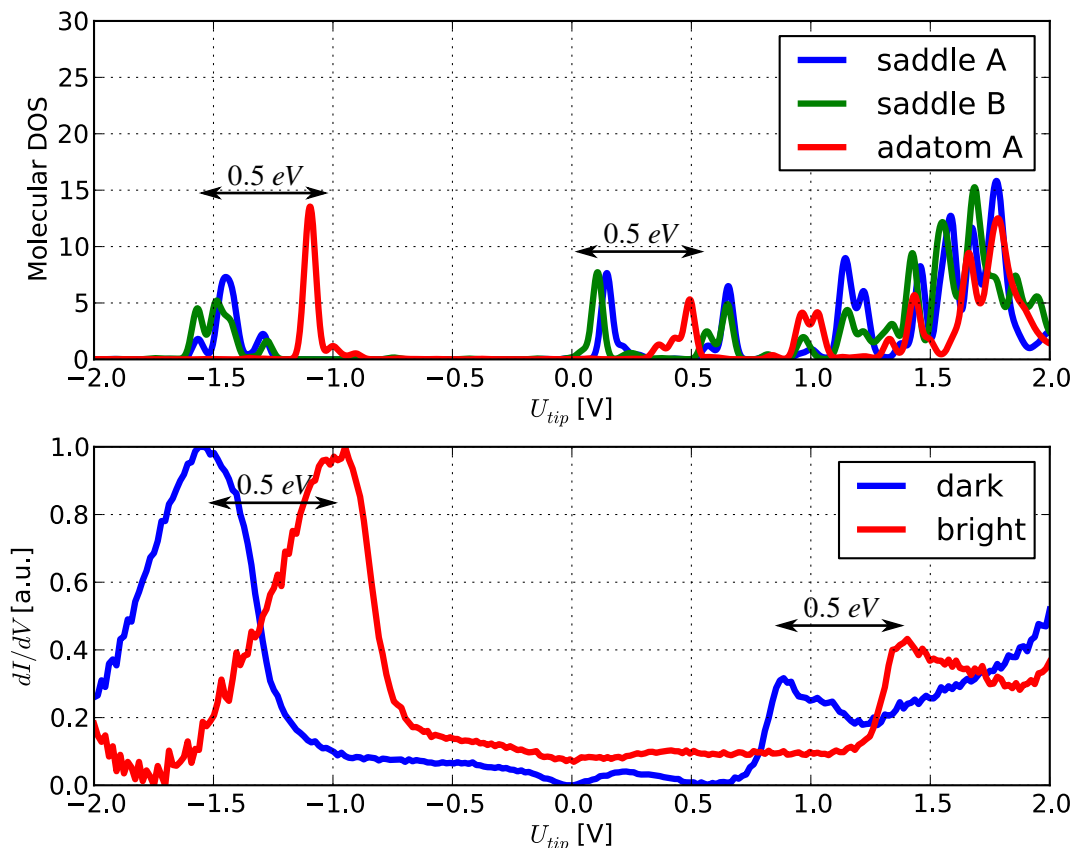 30
25
20
15
10
5
0
Molecular DOS
saddle A
saddle B
adatom A
0.5 eV
0.5 eV
−2.0 −1.5 −1.0 −0.5 0.0 0.5 1.0 1.5 2.0
U_tip [V]
1.0
0.8
0.6
0.4
0.2
0.0
dI/dV [a.u.]
dark
bright
0.5 eV
0.5 eV
−2.0 −1.5 −1.0 −0.5 0.0 0.5 1.0 1.5 2.0
U_tip [V]